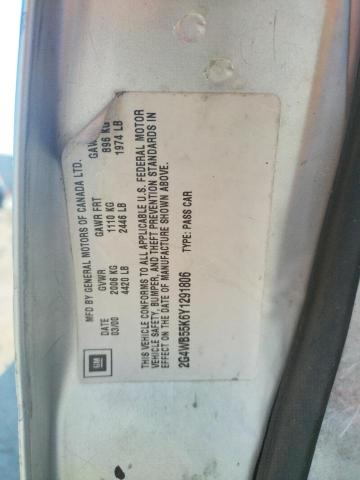 MFD BY GENERAL MOTORS OF CANADA LTD.
DATE GVWR GAWR FRT GAW
03/00 2006 KG 1110 KG 896 KG
4420 LB 2446 LB 1974 LB
THIS VEHICLE CONFORMS TO ALL APPLICABLE U.S. FEDERAL MOTOR
VEHICLE SAFETY, BUMPER, AND THEFT PREVENTION STANDARDS IN
EFFECT ON THE DATE OF MANUFACTURE SHOWN ABOVE.
2G4WB55K6Y1291806 TYPE: PASS CAR
GM